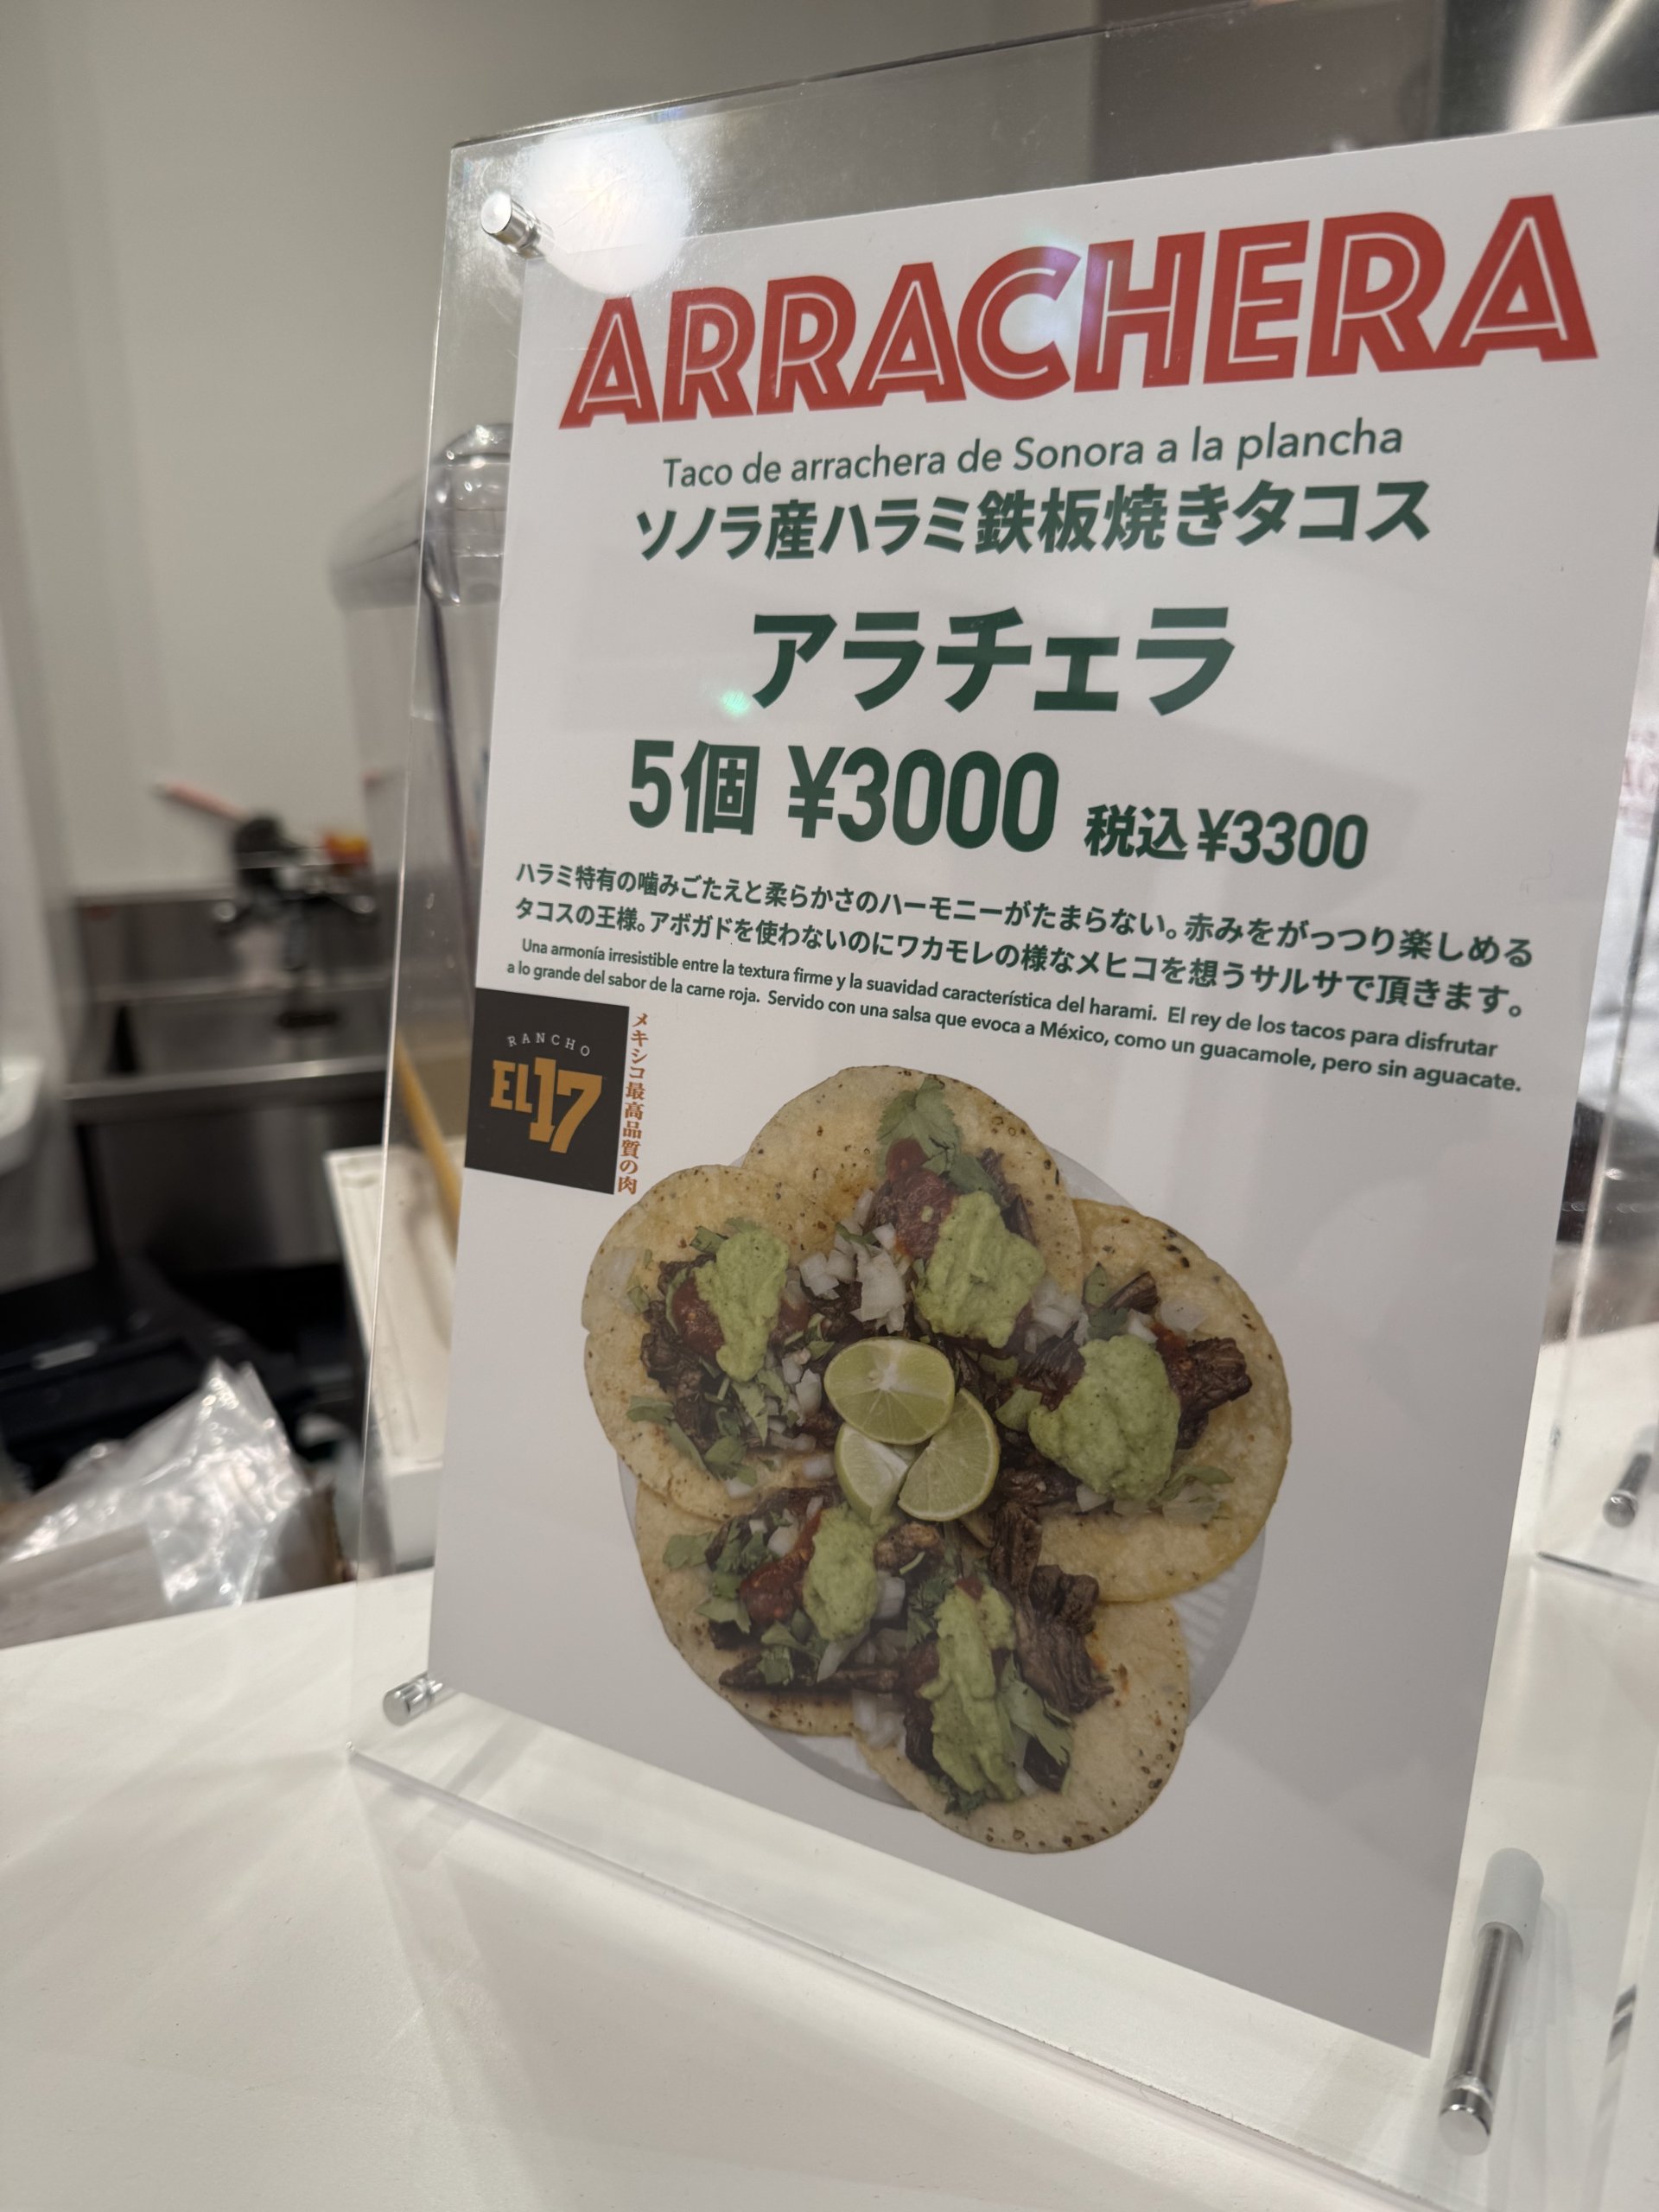 ARRACHERA
Taco de arrachera de Sonora a la plancha
ソノラ産ハラミ鉄板焼きタコス
アラチェラ
5個 ¥3000 税込¥3300
ハラミ特有の噛みごたえと柔らかさのハーモニーがたまらない。赤みをがっつり楽しめる
タコスの王様。アボガドを使わないのにワカモレの様なメヒコを想うサルサで頂きます。
Una armonía irresistible entre la textura firme y la suavidad característica del harami. El rey de los tacos para disfrutar
a lo grande del sabor de la carne roja. Servido con una salsa que evoca a México, como un guacamole, pero sin aguacate.
RANCHO
EL17
メキシコ最高品質の肉